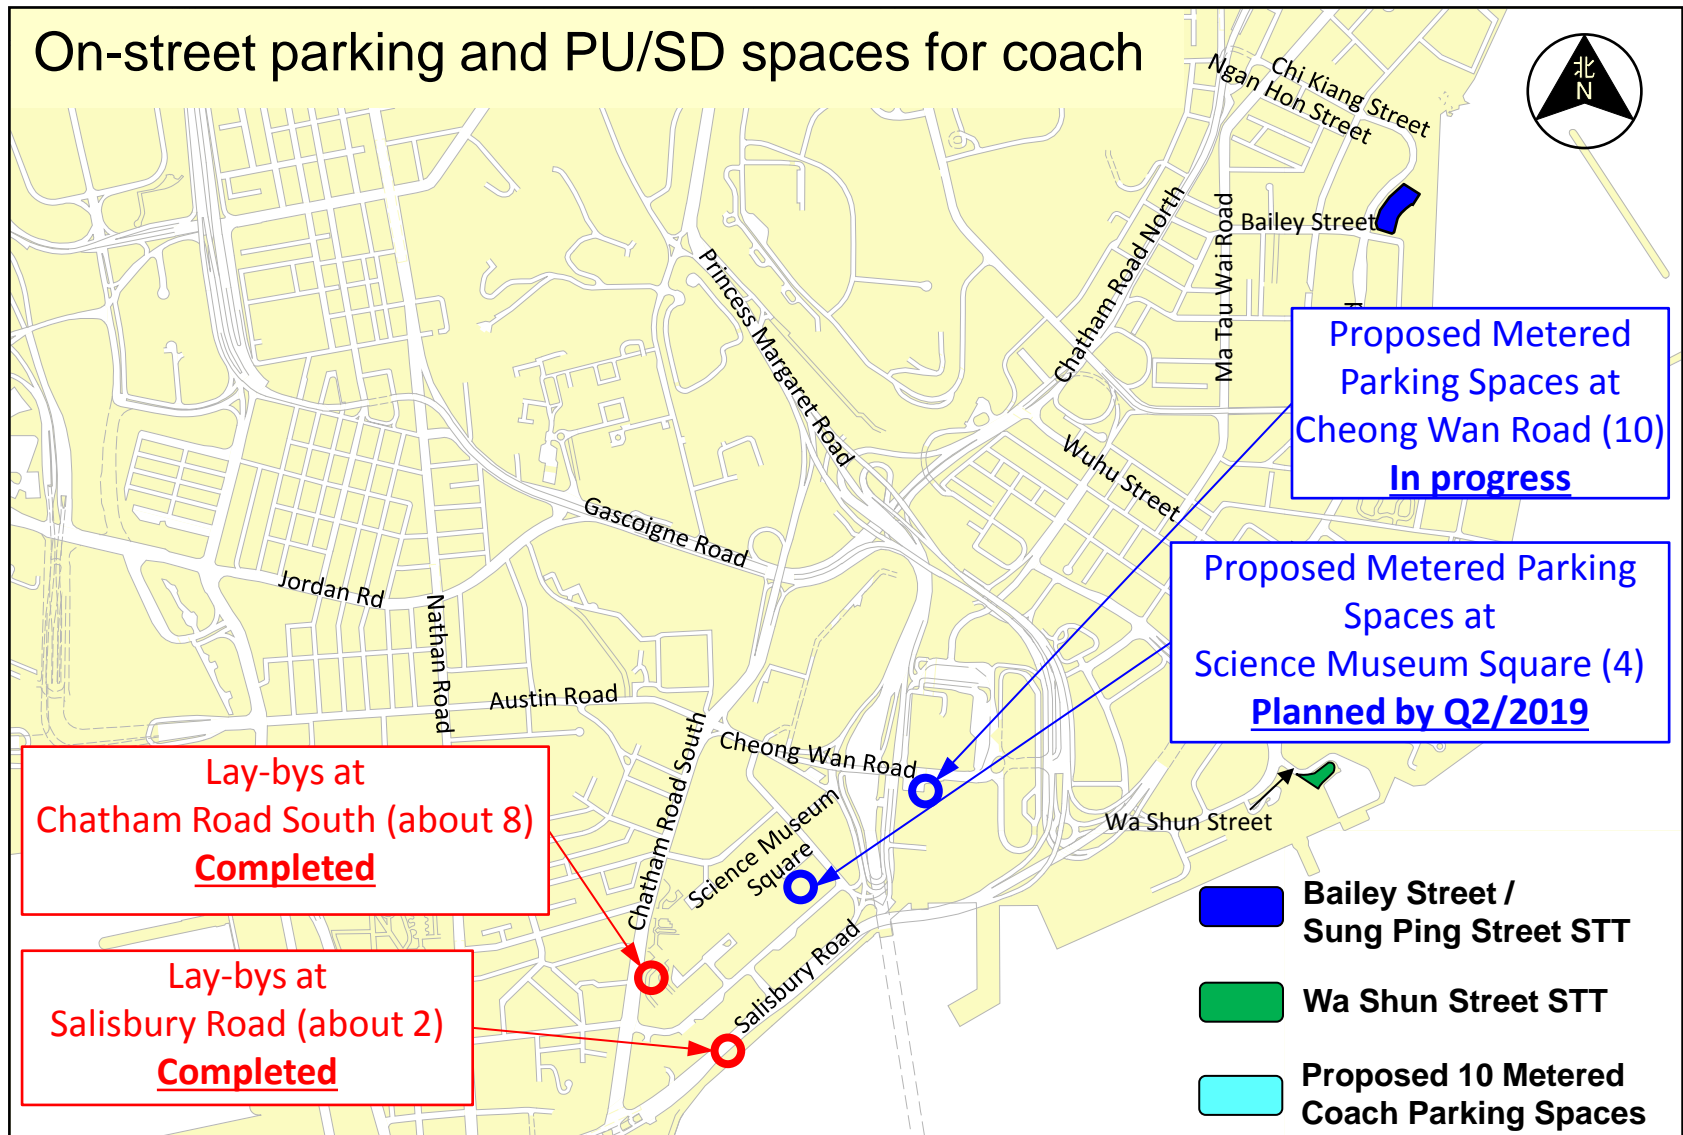 On-street parking and PU/SD spaces for coach
北
N
Chi Kiang Street
Ngan Hon Street
Bailey Street
Ma Tau Wai Road
Chatham Road North
Princess Margaret Road
Proposed Metered
Parking Spaces at
Cheong Wan Road (10)
In progress
Wuhu Street
Gascoigne Road
Jordan Rd
Nathan Road
Proposed Metered Parking
Spaces at
Science Museum Square (4)
Planned by Q2/2019
Austin Road
Cheong Wan Road
Chatham Road South
Science Museum
Square
Wa Shun Street
Salisbury Road
Lay-bys at
Chatham Road South (about 8)
Completed
Lay-bys at
Salisbury Road (about 2)
Completed
Bailey Street /
Sung Ping Street STT
Wa Shun Street STT
Proposed 10 Metered
Coach Parking Spaces